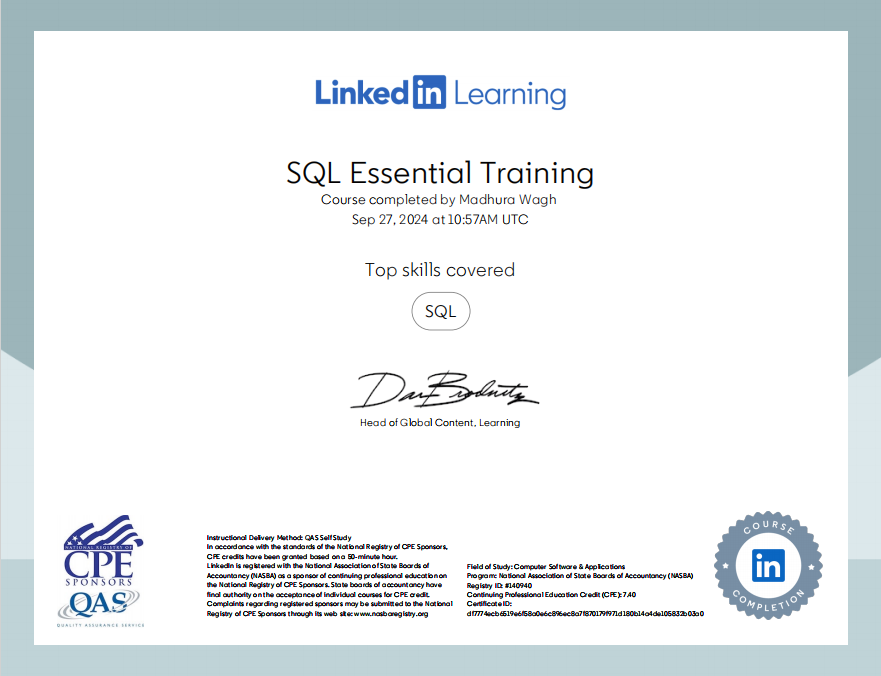 Linked in Learning
SQL Essential Training
Course completed by Madhura Wagh
Sep 27, 2024 at 10:57AM UTC
Top skills covered
SQL
Head of Global Content, Learning
NATIONAL REGISTRY OF
CPE
SPONSORS
QAS
QUALITY ASSURANCE SERVICE
Instructional Delivery Method: QAS Self Study
In accordance with the standards of the National Registry of CPE Sponsors,
CPE credits have been granted based on a 50-minute hour.
LinkedIn is registered with the National Association of State Boards of
Accountancy (NASBA) as a sponsor of continuing professional education on
the National Registry of CPE Sponsors. State boards of accountancy have
final authority on the acceptance of individual courses for CPE credit.
Complaints regarding registered sponsors may be submitted to the National
Registry of CPE Sponsors through its web site: www.nasbaregistry.org
Field of Study: Computer Software & Applications
Program: National Association of State Boards of Accountancy (NASBA)
Registry ID: #140940
Continuing Professional Education Credit (CPE): 7.40
Certificate ID:
COURSE
in
COMPLETION